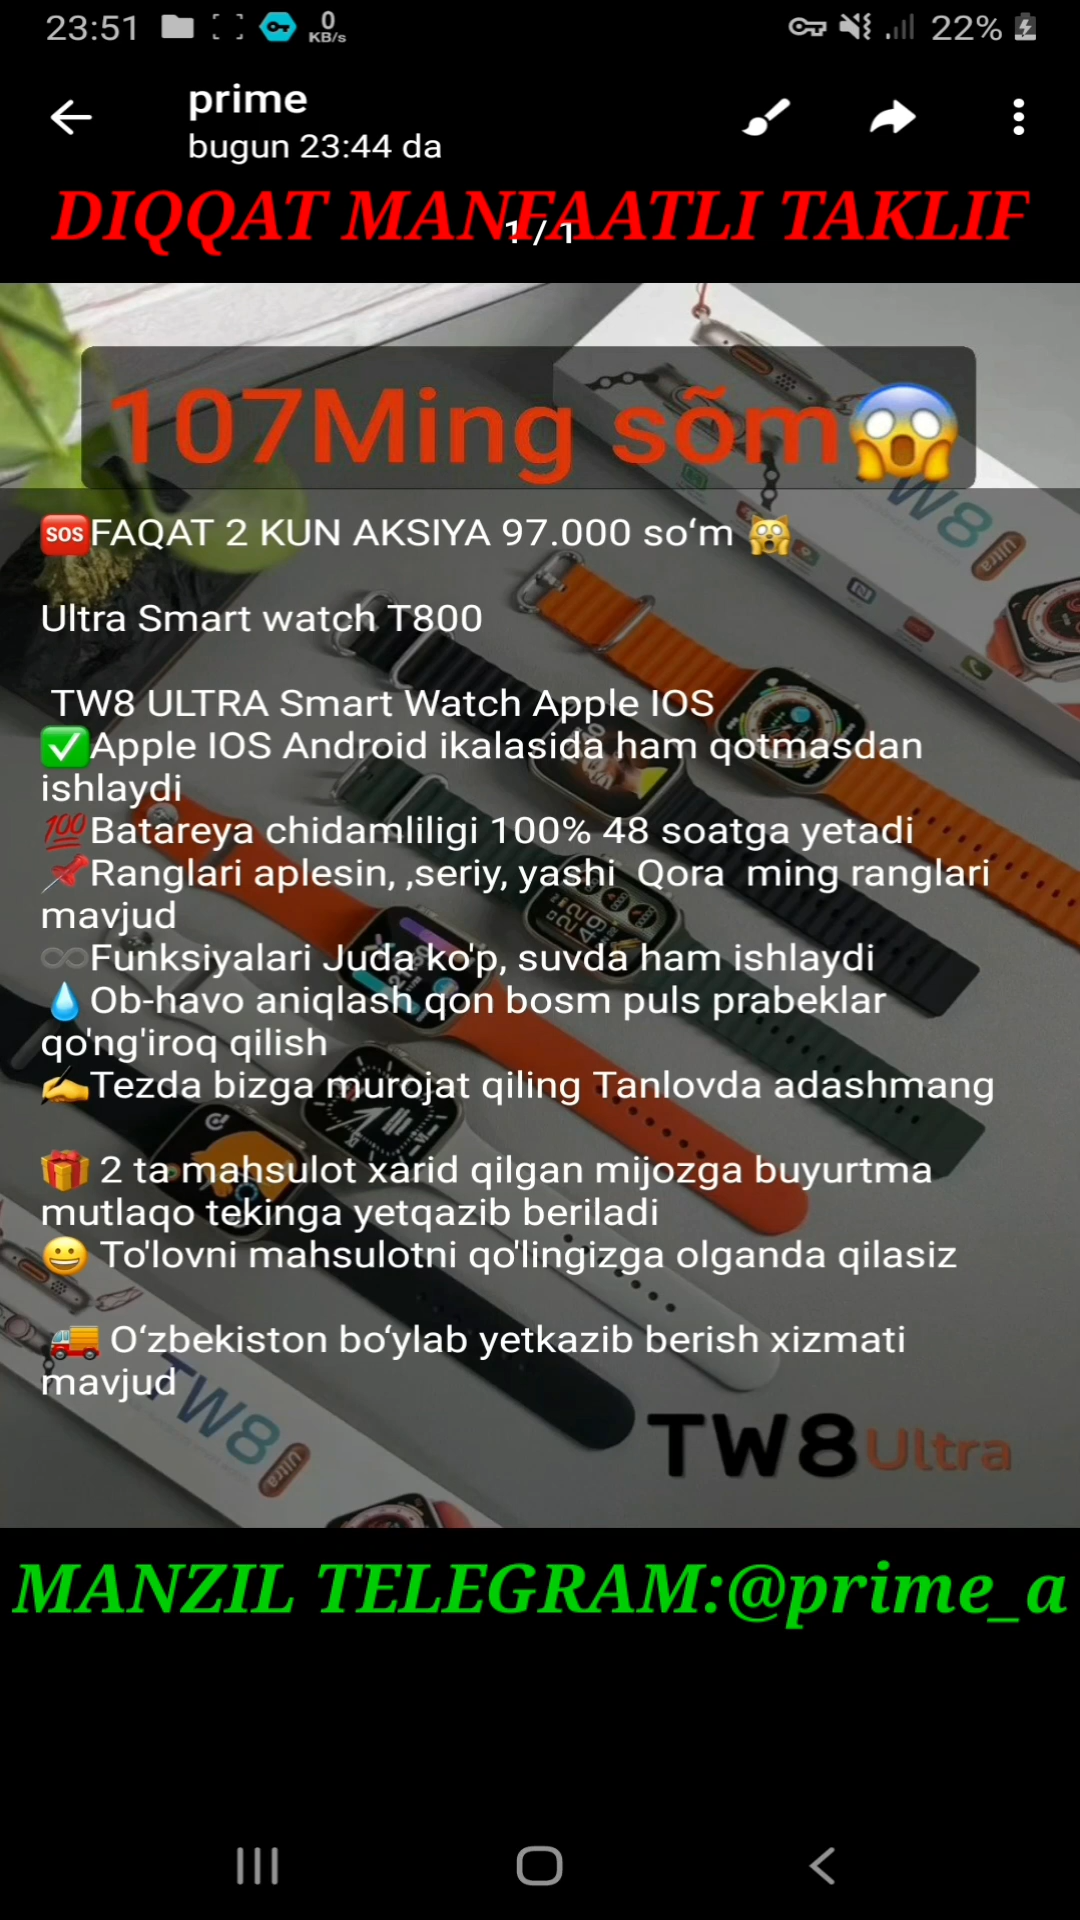 23:51 0 KB/s 22%
prime
bugun 23:44 da
DIQQAT MANFAATLI TAKLIF
1 / 1
107Ming sõm😱
TW8 Ultra
🆘FAQAT 2 KUN AKSIYA 97.000 soʻm 🙀
Ultra Smart watch T800
TW8 ULTRA Smart Watch Apple IOS
✅Apple IOS Android ikalasida ham qotmasdan
ishlaydi
💯Batareya chidamliligi 100% 48 soatga yetadi
📌Ranglari aplesin, ,seriy, yashi Qora ming ranglari
mavjud
♾Funksiyalari Juda ko'p, suvda ham ishlaydi
💧Ob-havo aniqlash qon bosm puls prabeklar
qo'ng'iroq qilish
✍Tezda bizga murojat qiling Tanlovda adashmang
🎁 2 ta mahsulot xarid qilgan mijozga buyurtma
mutlaqo tekinga yetqazib beriladi
😀 To'lovni mahsulotni qo'lingizga olganda qilasiz
🚚 Oʻzbekiston boʻylab yetkazib berish xizmati
mavjud
TW8 Ultra
TW8Ultra
MANZIL TELEGRAM:@prime_a